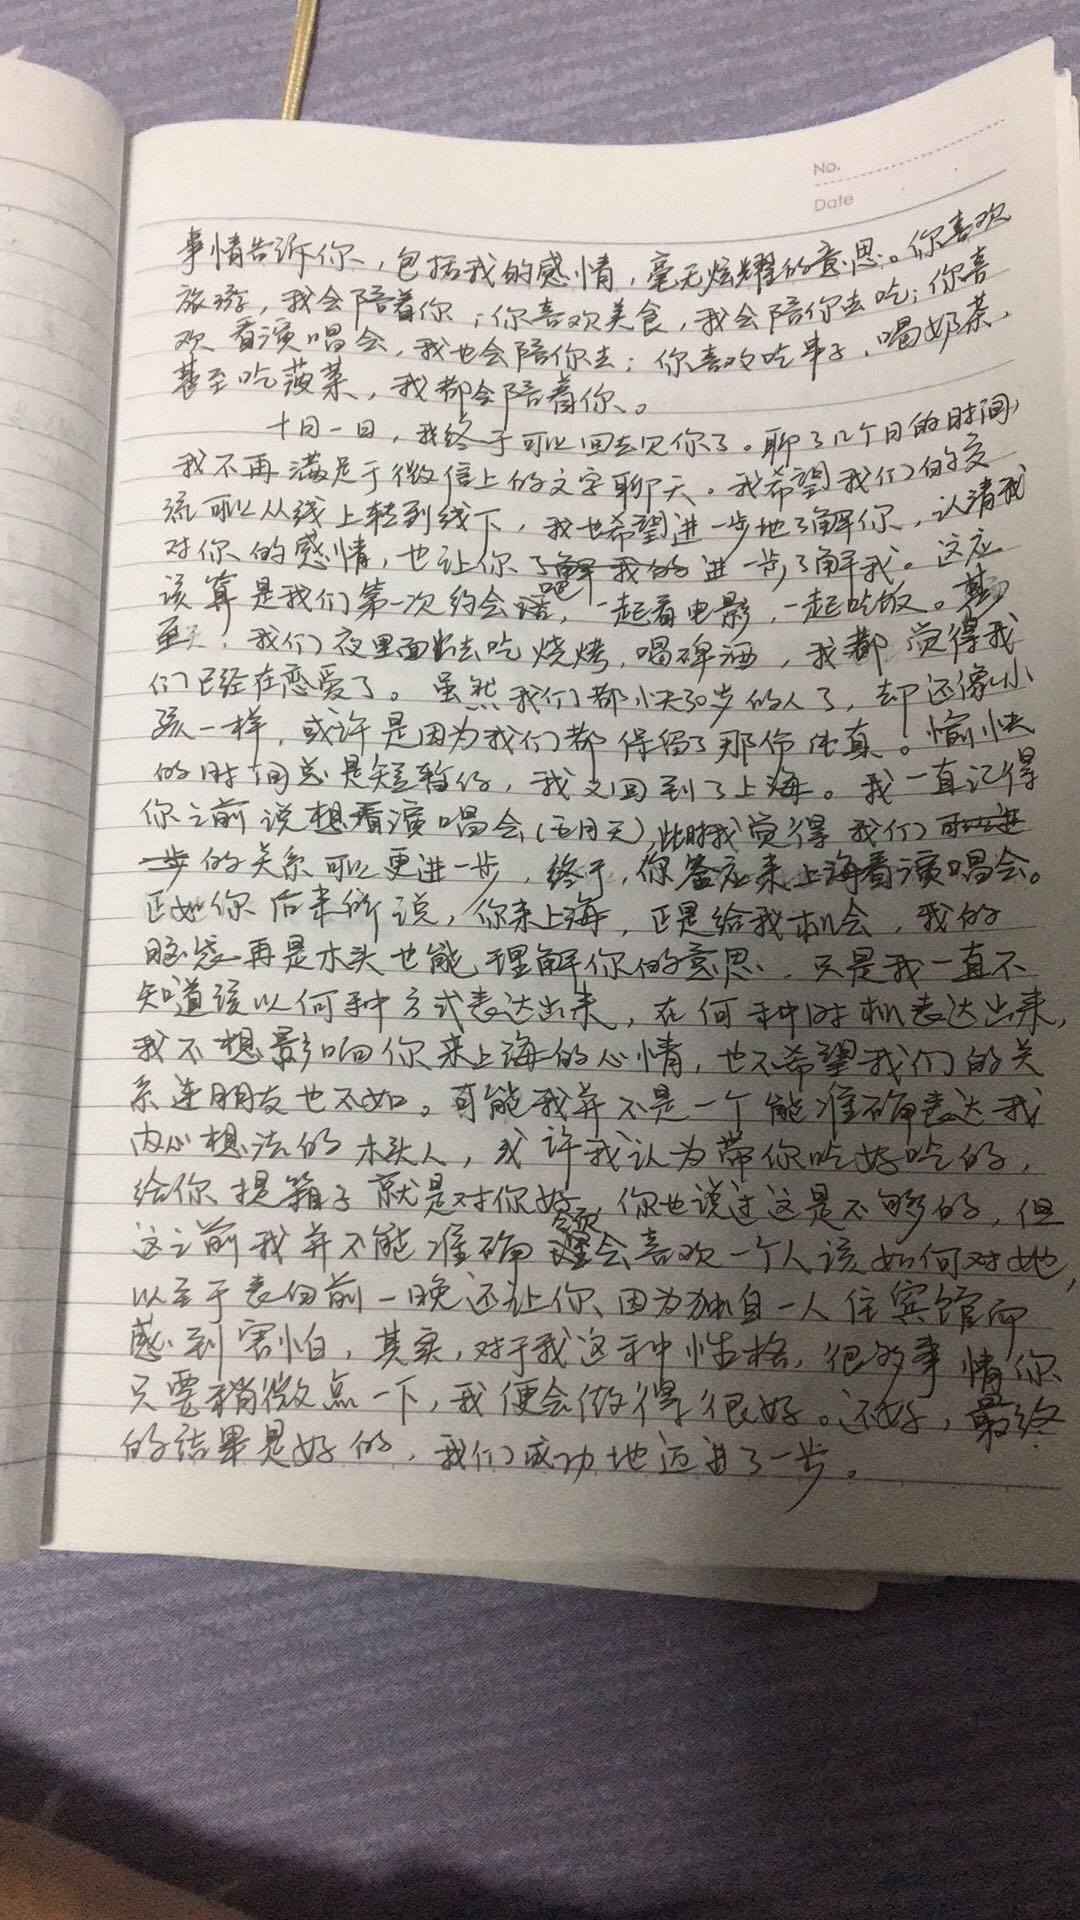 No.
Date
事情告诉你，包括我的感情，毫无炫耀的意思。你喜欢
旅游，我会陪着你；你喜欢美食，我会陪你去吃；你喜
欢看演唱会，我也会陪你去；你喜欢吃串子、喝奶茶、
甚至吃菠菜，我都会陪着你。
十月一日，我终于可以回去见你了。聊了几个月的时间，
我不再满足于微信上的文字聊天。我希望我们的交
流可以从线上转到线下，我也希望进一步地了解你，认清我
对你的感情，也让你进一步了解我。这应
该算是我们第一次约会吧，一起看电影，一起吃饭。
我们夜里面出去吃烧烤，喝啤酒，我都觉得我
们已经在恋爱了。虽然我们都快30岁的人了，却还像小
孩一样，或许是因为我们都保留了那份纯真。愉快
的时间总是短暂的，我又回到了上海。我一直记得
你之前说想看演唱会（五月天），此时我觉得我们
的关系可以更进一步，终于，你答应来上海看演唱会。
正如你后来所说，你来上海，正是给我机会，我的
脑袋再是木头也能理解你的意思，只是我一直不
知道该以何种方式表达出来，在何种时机表达出来，
我不想影响你来上海的心情，也不希望我们的关
系连朋友也不如。可能我并不是一个能准确表达我
内心想法的木头人，或许我认为带你吃好吃的，
给你提箱子就是对你好，你也说过这是不够的，但
这之前我并不能准确领会喜欢一个人该如何对她，
以至于表白前一晚还让你因为独自一人住宾馆而
感到害怕，其实，对于我这种性格，很多事情你
只要稍微点一下，我便会做得很好。还好，最终
的结果是好的，我们成功地迈进了一步。